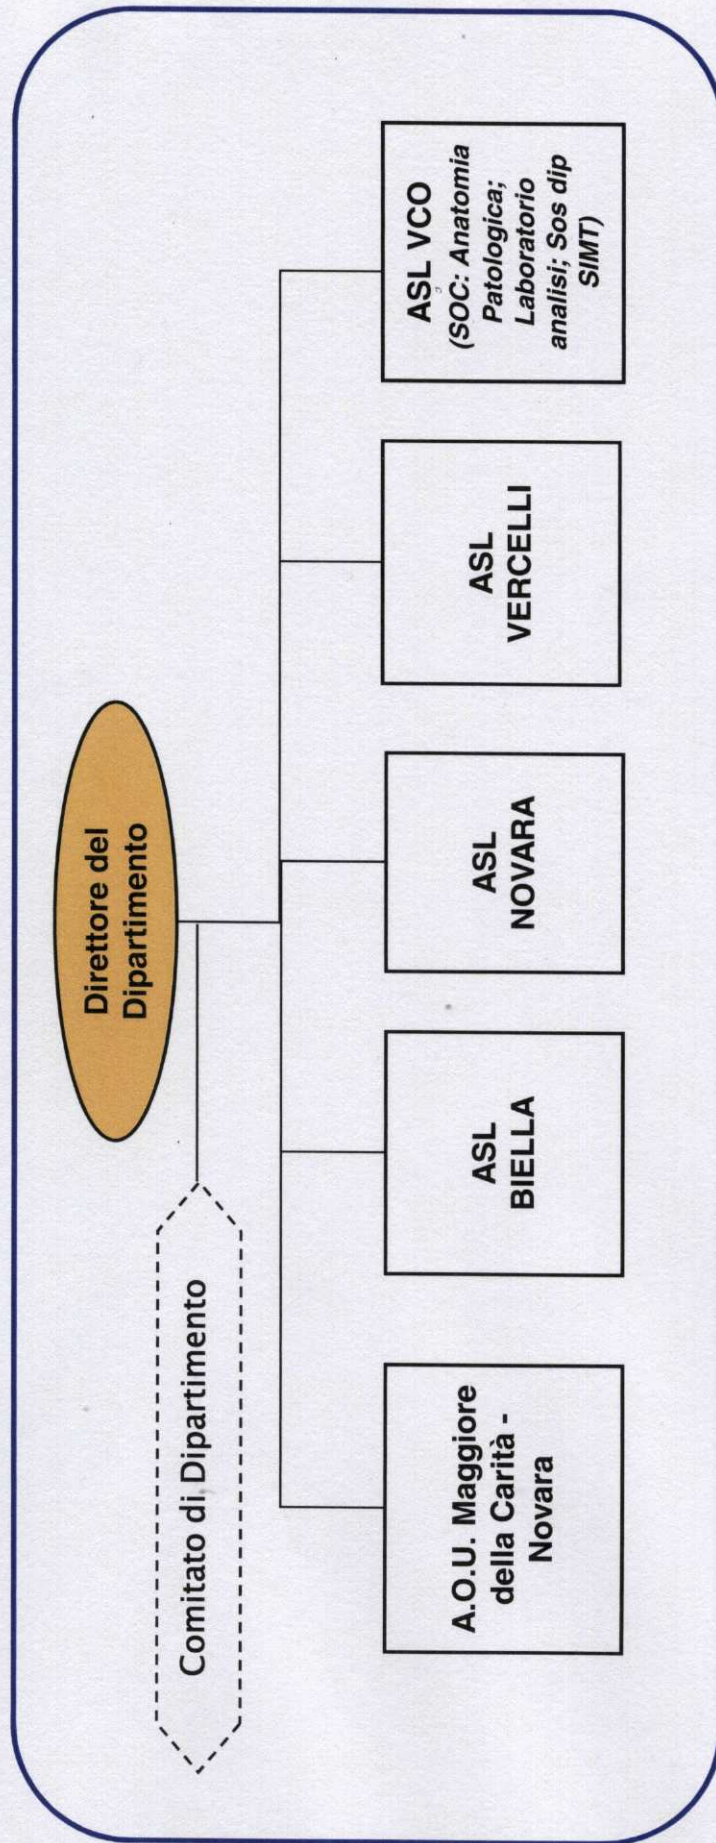 Direttore del
Dipartimento
Comitato di Dipartimento
A.O.U. Maggiore
della Carità -
Novara
ASL
BIELLA
ASL
NOVARA
ASL
VERCELLI
ASL VCO
(SOC: Anatomia
Patologica;
Laboratorio
analisi; Sos dip
SIMT)